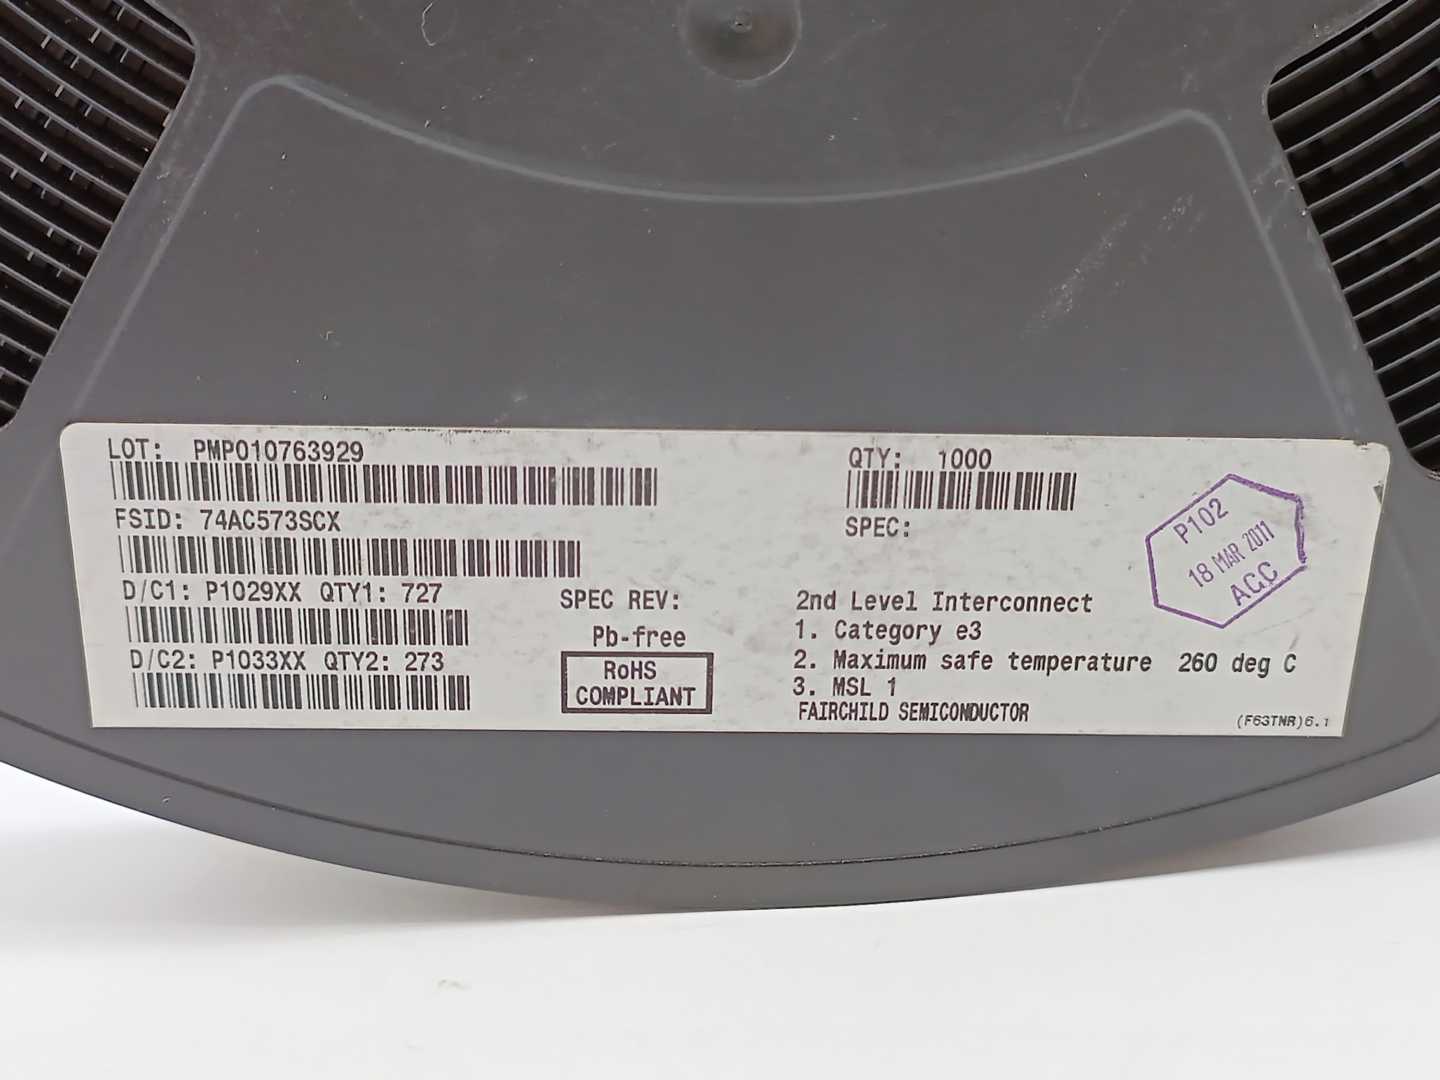 LOT: PMP010763929
QTY: 1000
FSID: 74AC573SCX
SPEC:
D/C1: P1029XX QTY1: 727
SPEC REV:
D/C2: P1033XX QTY2: 273
Pb-free
RoHS
COMPLIANT
2nd Level Interconnect
1. Category e3
2. Maximum safe temperature 260 deg C
3. MSL 1
FAIRCHILD SEMICONDUCTOR
(F63TNR)6.1
P102
18 MAR 2011
ACC